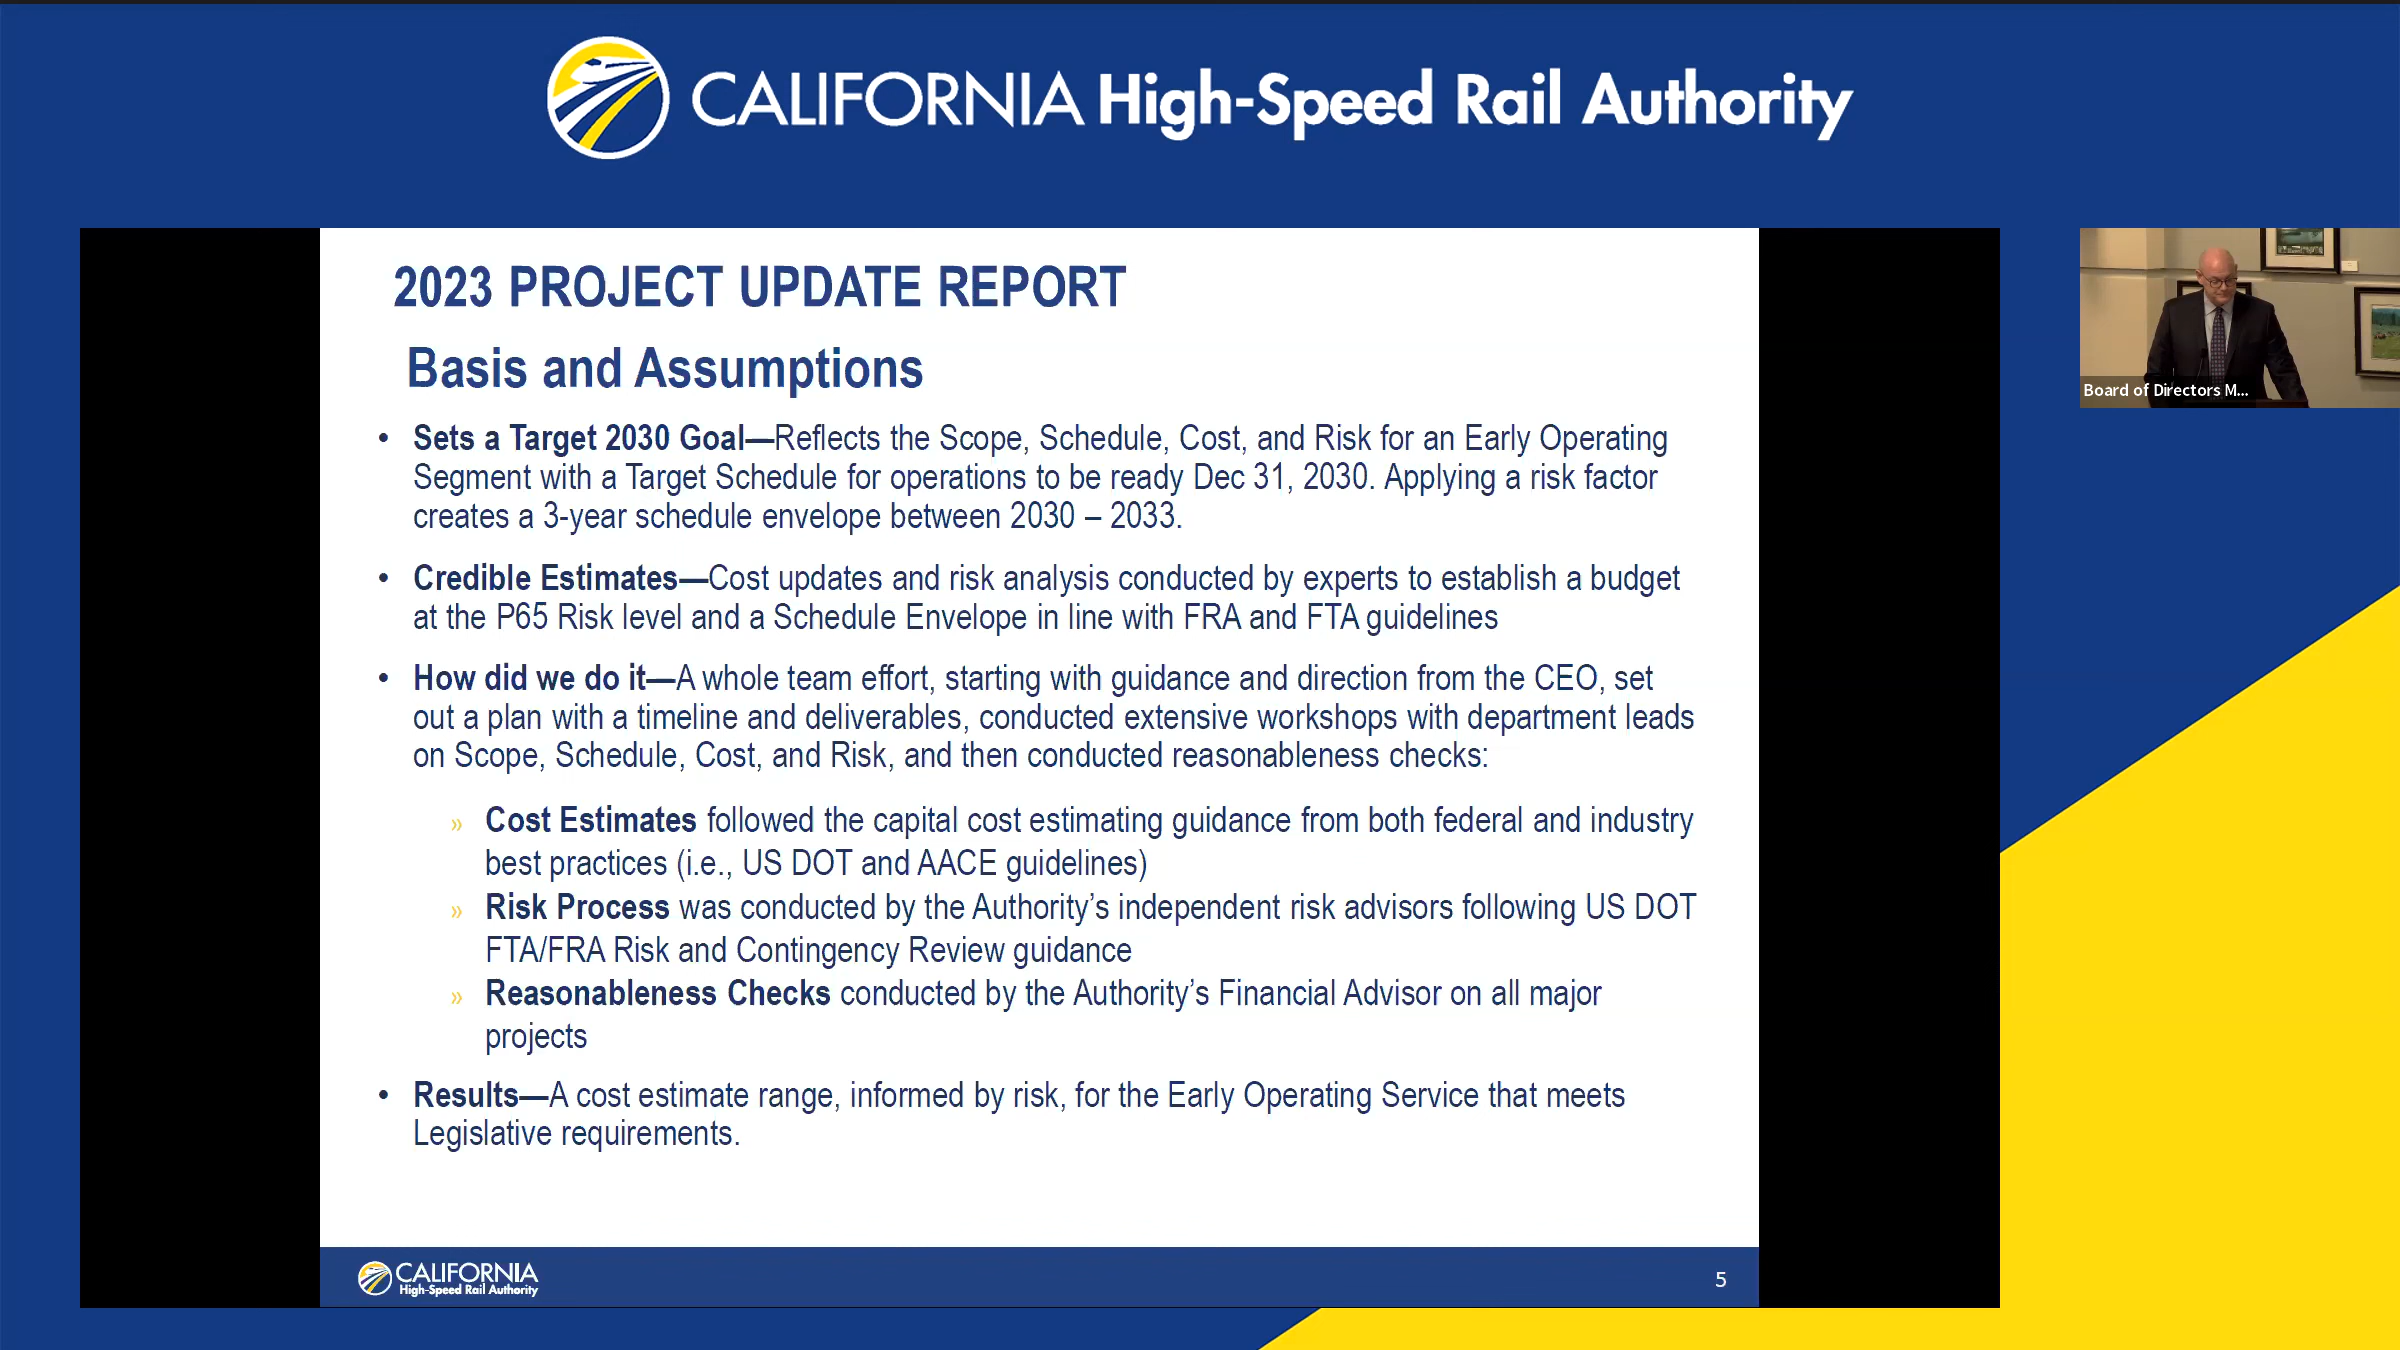 CALIFORNIA High-Speed Rail Authority
2023 PROJECT UPDATE REPORT
Basis and Assumptions
• Sets a Target 2030 Goal—Reflects the Scope, Schedule, Cost, and Risk for an Early Operating
Segment with a Target Schedule for operations to be ready Dec 31, 2030. Applying a risk factor
creates a 3-year schedule envelope between 2030 – 2033.
• Credible Estimates—Cost updates and risk analysis conducted by experts to establish a budget
at the P65 Risk level and a Schedule Envelope in line with FRA and FTA guidelines
• How did we do it—A whole team effort, starting with guidance and direction from the CEO, set
out a plan with a timeline and deliverables, conducted extensive workshops with department leads
on Scope, Schedule, Cost, and Risk, and then conducted reasonableness checks:
» Cost Estimates followed the capital cost estimating guidance from both federal and industry
best practices (i.e., US DOT and AACE guidelines)
» Risk Process was conducted by the Authority’s independent risk advisors following US DOT
FTA/FRA Risk and Contingency Review guidance
» Reasonableness Checks conducted by the Authority’s Financial Advisor on all major
projects
• Results—A cost estimate range, informed by risk, for the Early Operating Service that meets
Legislative requirements.
CALIFORNIA
High-Speed Rail Authority
5
Board of Directors M...